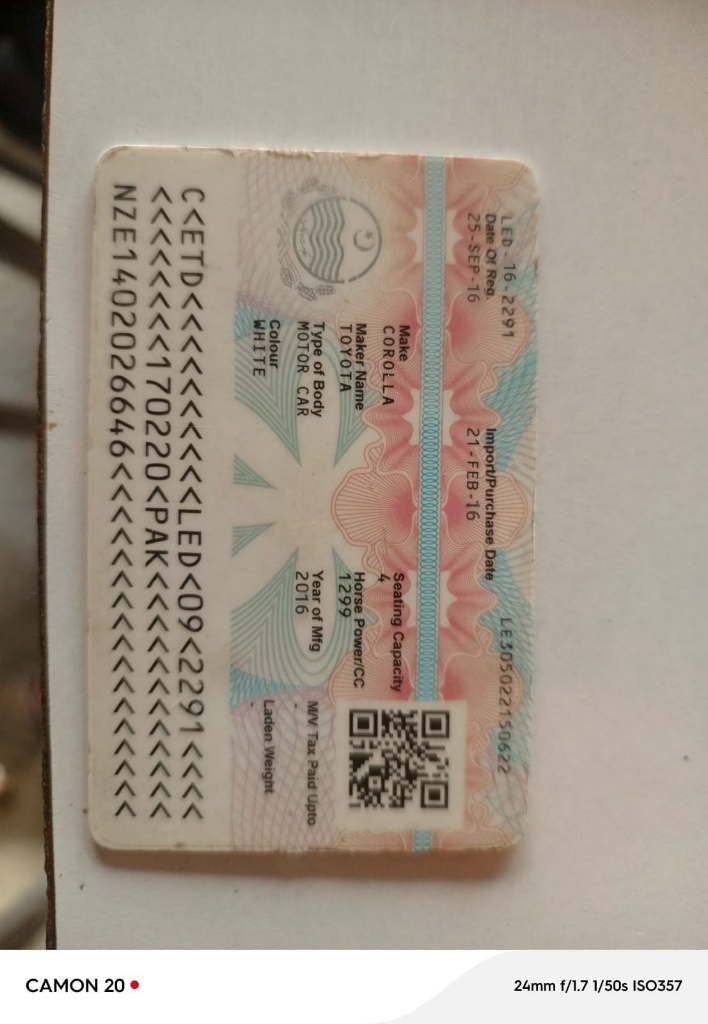 LED-16-2291
LE305022150622
Date Of Reg.
Import/Purchase Date
25-SEP-16
21-FEB-16
Make
Seating Capacity
COROLLA
4
Maker Name
Horse Power/CC
TOYOTA
1299
Type of Body
Year of Mfg
M/V Tax Paid Upto
MOTOR CAR
2016
-
Colour
Laden Weight
WHITE
-
C<ETD<<<<<<<<<<<LED<09<2291<<<<
<<<<<<<170220<PAK<<<<<<<<<<<<<
NZE1402026646<<<<<<<<<<<<<<<<<
CAMON 20
24mm f/1.7 1/50s ISO357